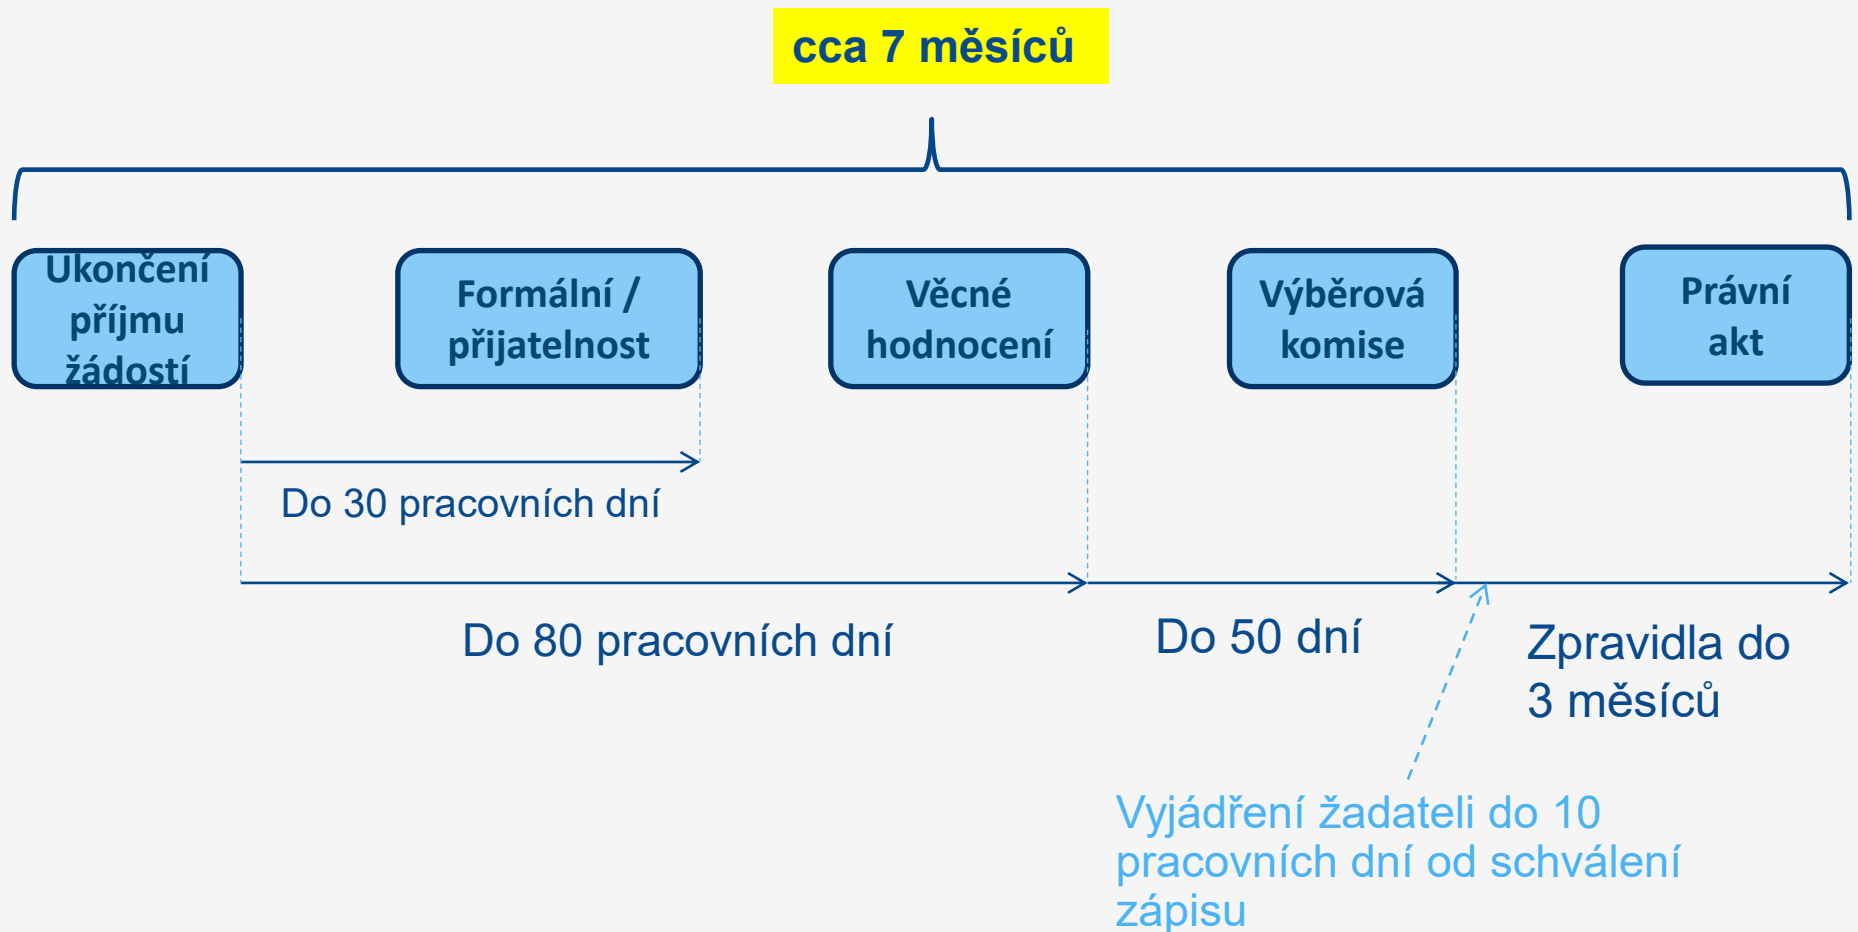 cca 7 měsíců
Ukončení
příjmu
žádostí
Formální /
přijatelnost
Věcné
hodnocení
Výběrová
komise
Právní
akt
Do 30 pracovních dní
Do 80 pracovních dní
Do 50 dní
Zpravidla do
3 měsíců
Vyjádření žadateli do 10
pracovních dní od schválení
zápisu